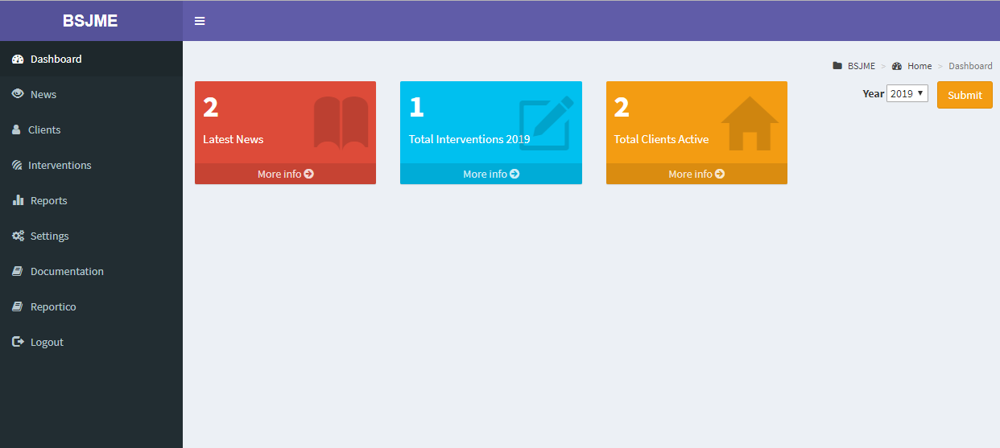 BSJME
Dashboard
News
Clients
Interventions
Reports
Settings
Documentation
Reportico
Logout
BSJME > Home > Dashboard
2
Latest News
More info
1
Total Interventions 2019
More info
2
Total Clients Active
More info
Year 2019 Submit